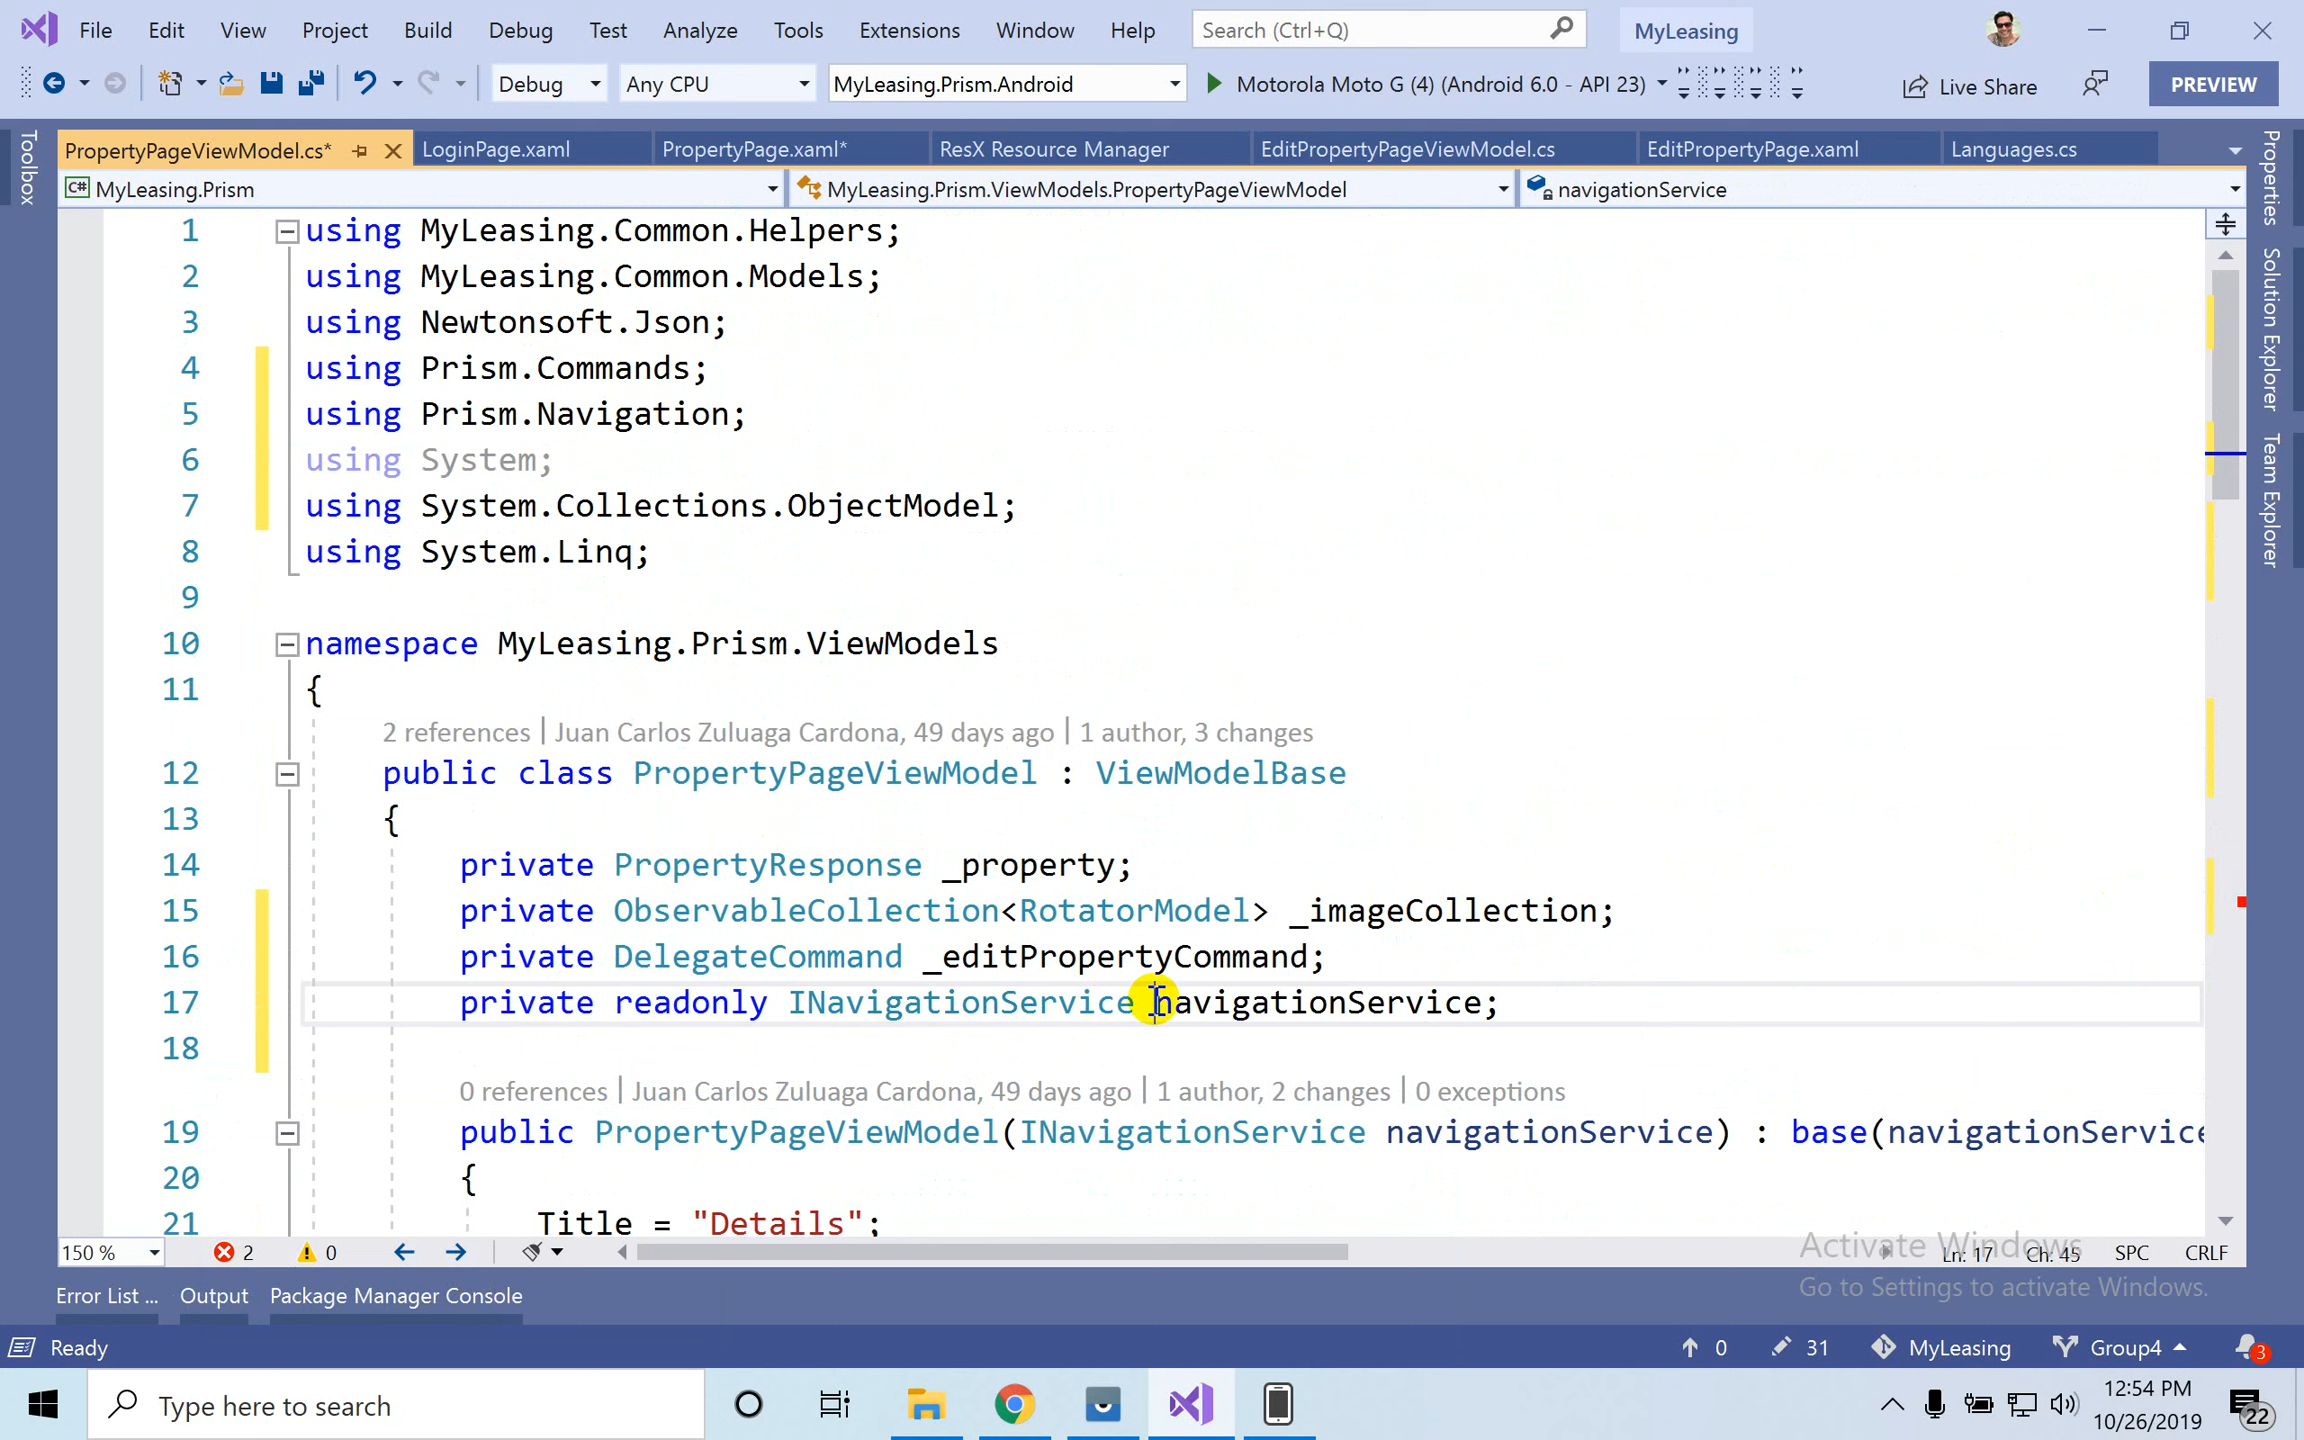 File Edit View Project Build Debug Test Analyze Tools Extensions Window Help Search (Ctrl+Q) MyLeasing
Debug Any CPU MyLeasing.Prism.Android Motorola Moto G (4) (Android 6.0 - API 23) Live Share PREVIEW
PropertyPageViewModel.cs* LoginPage.xaml PropertyPage.xaml* ResX Resource Manager EditPropertyPageViewModel.cs EditPropertyPage.xaml Languages.cs
Toolbox
Properties
Solution Explorer
Team Explorer
C# MyLeasing.Prism MyLeasing.Prism.ViewModels.PropertyPageViewModel navigationService
1 using MyLeasing.Common.Helpers;
2 using MyLeasing.Common.Models;
3 using Newtonsoft.Json;
4 using Prism.Commands;
5 using Prism.Navigation;
6 using System;
7 using System.Collections.ObjectModel;
8 using System.Linq;
9
10 namespace MyLeasing.Prism.ViewModels
11 {
2 references | Juan Carlos Zuluaga Cardona, 49 days ago | 1 author, 3 changes
12 public class PropertyPageViewModel : ViewModelBase
13 {
14 private PropertyResponse _property;
15 private ObservableCollection<RotatorModel> _imageCollection;
16 private DelegateCommand _editPropertyCommand;
17 private readonly INavigationService navigationService;
18
0 references | Juan Carlos Zuluaga Cardona, 49 days ago | 1 author, 2 changes | 0 exceptions
19 public PropertyPageViewModel(INavigationService navigationService) : base(navigationService
20 {
21 Title = "Details";
150 % 2 0 Ln: 17 Ch: 45 SPC CRLF
Activate Windows
Go to Settings to activate Windows.
Error List ... Output Package Manager Console
Ready 0 31 MyLeasing Group4 3
Type here to search 12:54 PM
10/26/2019 22